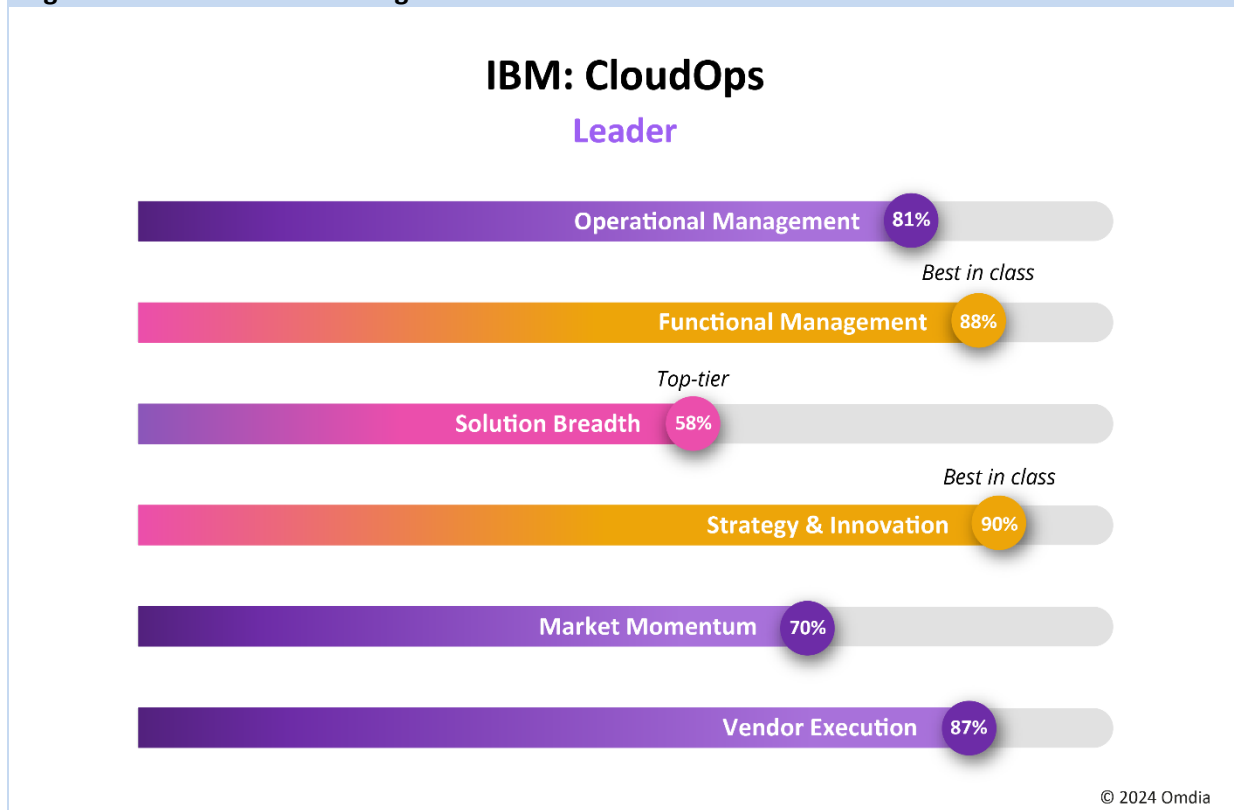 IBM: CloudOps
Leader
Operational Management 81%
Best in class
Functional Management 88%
Top-tier
Solution Breadth 58%
Best in class
Strategy & Innovation 90%
Market Momentum 70%
Vendor Execution 87%
© 2024 Omdia